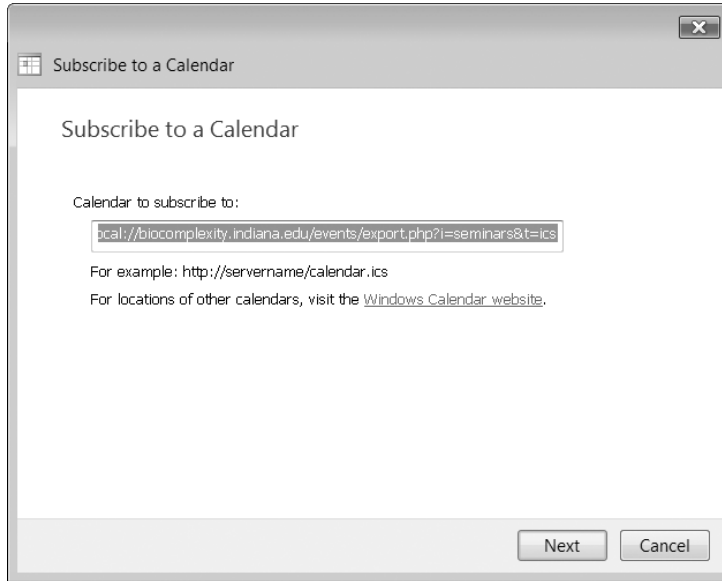 Subscribe to a Calendar
Subscribe to a Calendar
Calendar to subscribe to:
ocal://biocomplexity.indiana.edu/events/export.php?i=seminars&t=ics
For example: http://servername/calendar.ics
For locations of other calendars, visit the Windows Calendar website.
Next
Cancel